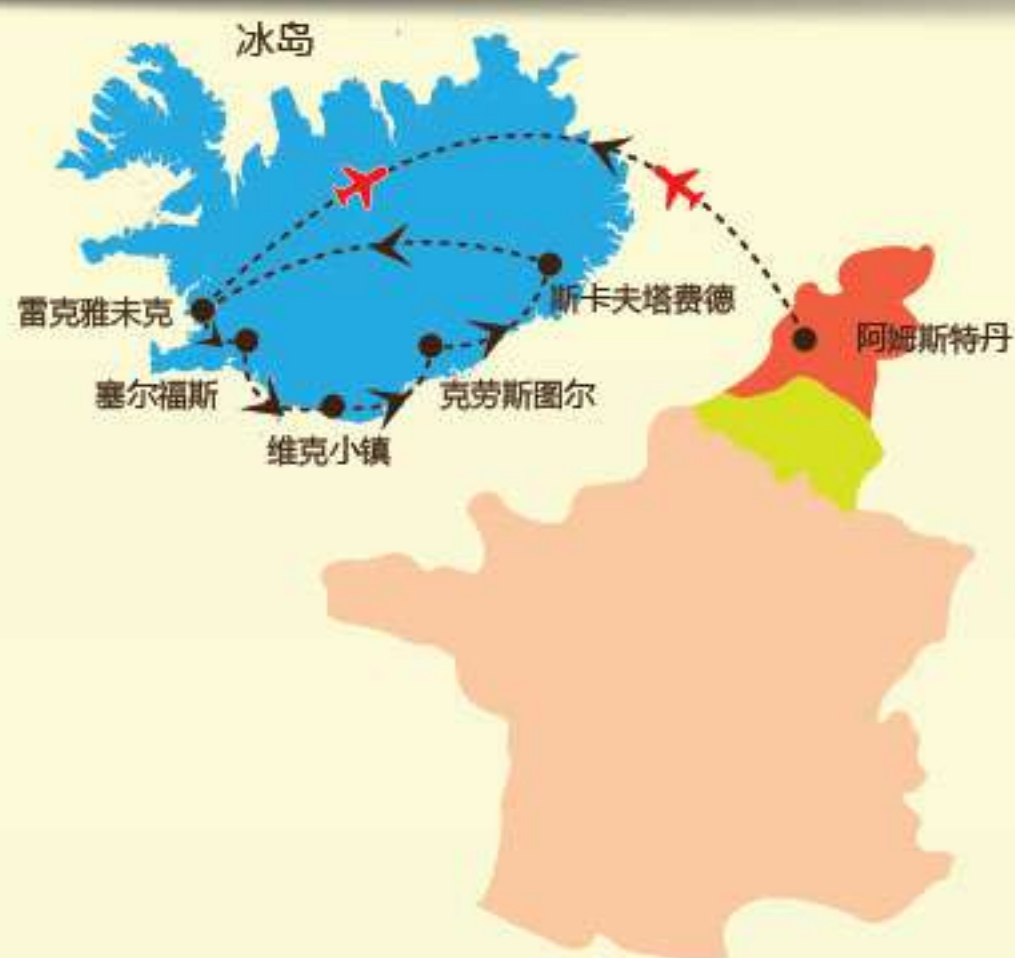 冰岛
雷克雅未克
斯卡夫塔费德
阿姆斯特丹
塞尔福斯
克劳斯图尔
维克小镇